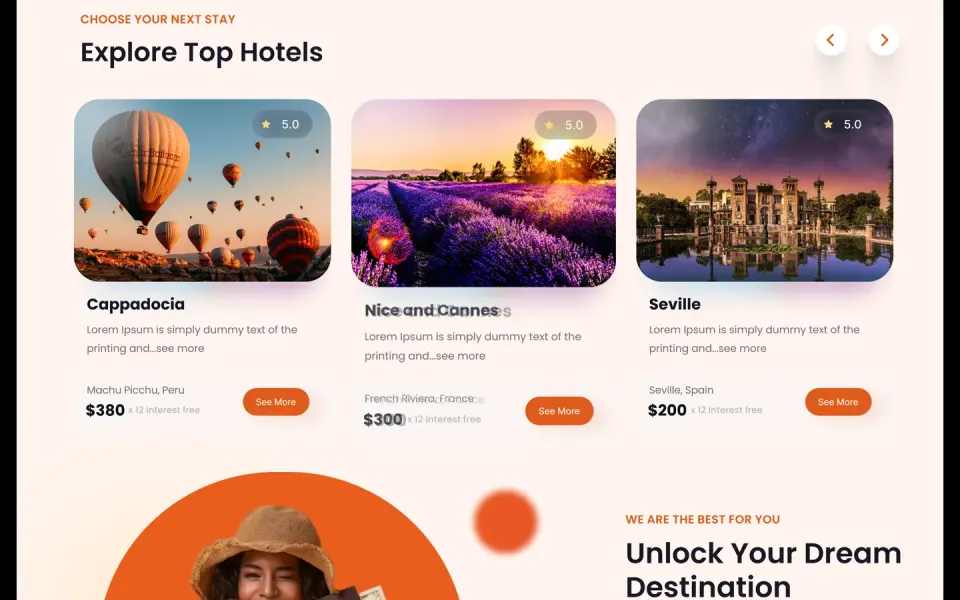 CHOOSE YOUR NEXT STAY
Explore Top Hotels
5.0
5.0
5.0
Cappadocia
Lorem Ipsum is simply dummy text of the
printing and...see more
Machu Picchu, Peru
$380 x 12 interest free
See More
Nice and Cannes
Lorem Ipsum is simply dummy text of the
printing and...see more
French Riviera, France
$300 x 12 interest free
See More
Seville
Lorem Ipsum is simply dummy text of the
printing and...see more
Seville, Spain
$200 x 12 interest free
See More
WE ARE THE BEST FOR YOU
Unlock Your Dream
Destination